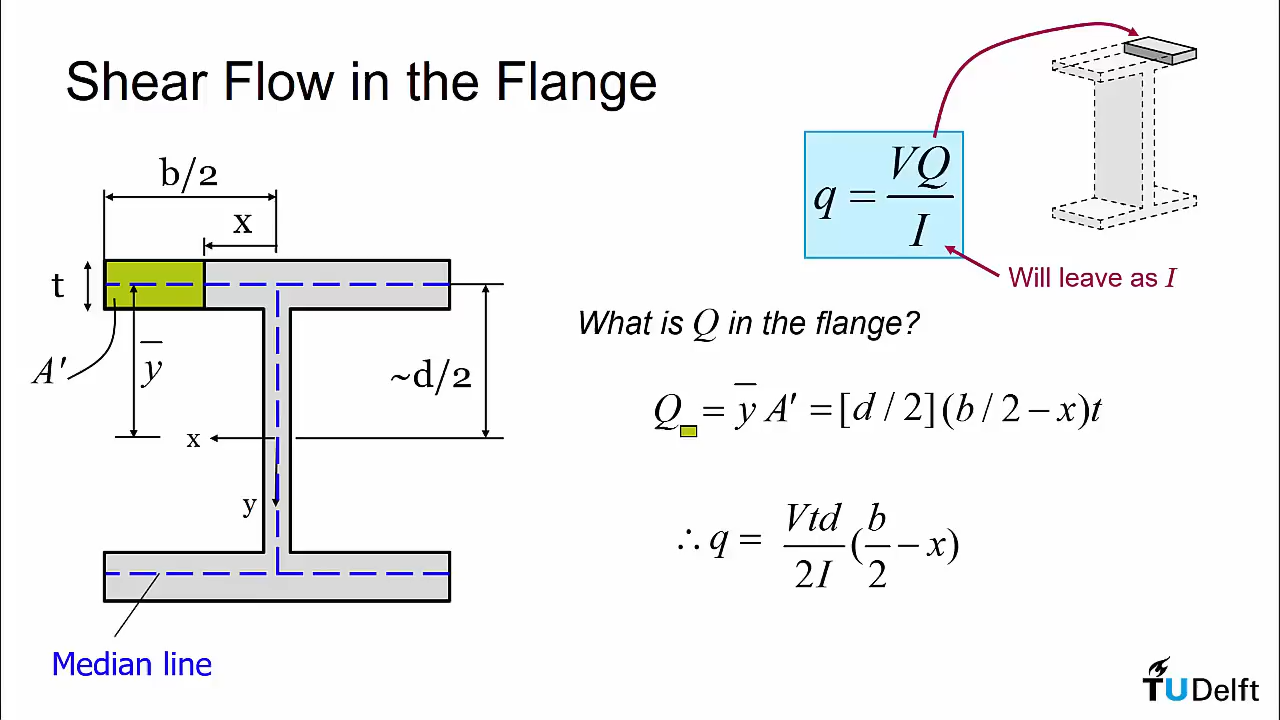 Shear Flow in the Flange
b/2
x
t
A′
y̅
~d/2
x
y
Median line
q = VQ / I
Will leave as I
What is Q in the flange?
Q = y̅ A′ = [d / 2](b / 2 − x)t
∴ q = Vtd / 2I (b / 2 − x)
TUDelft